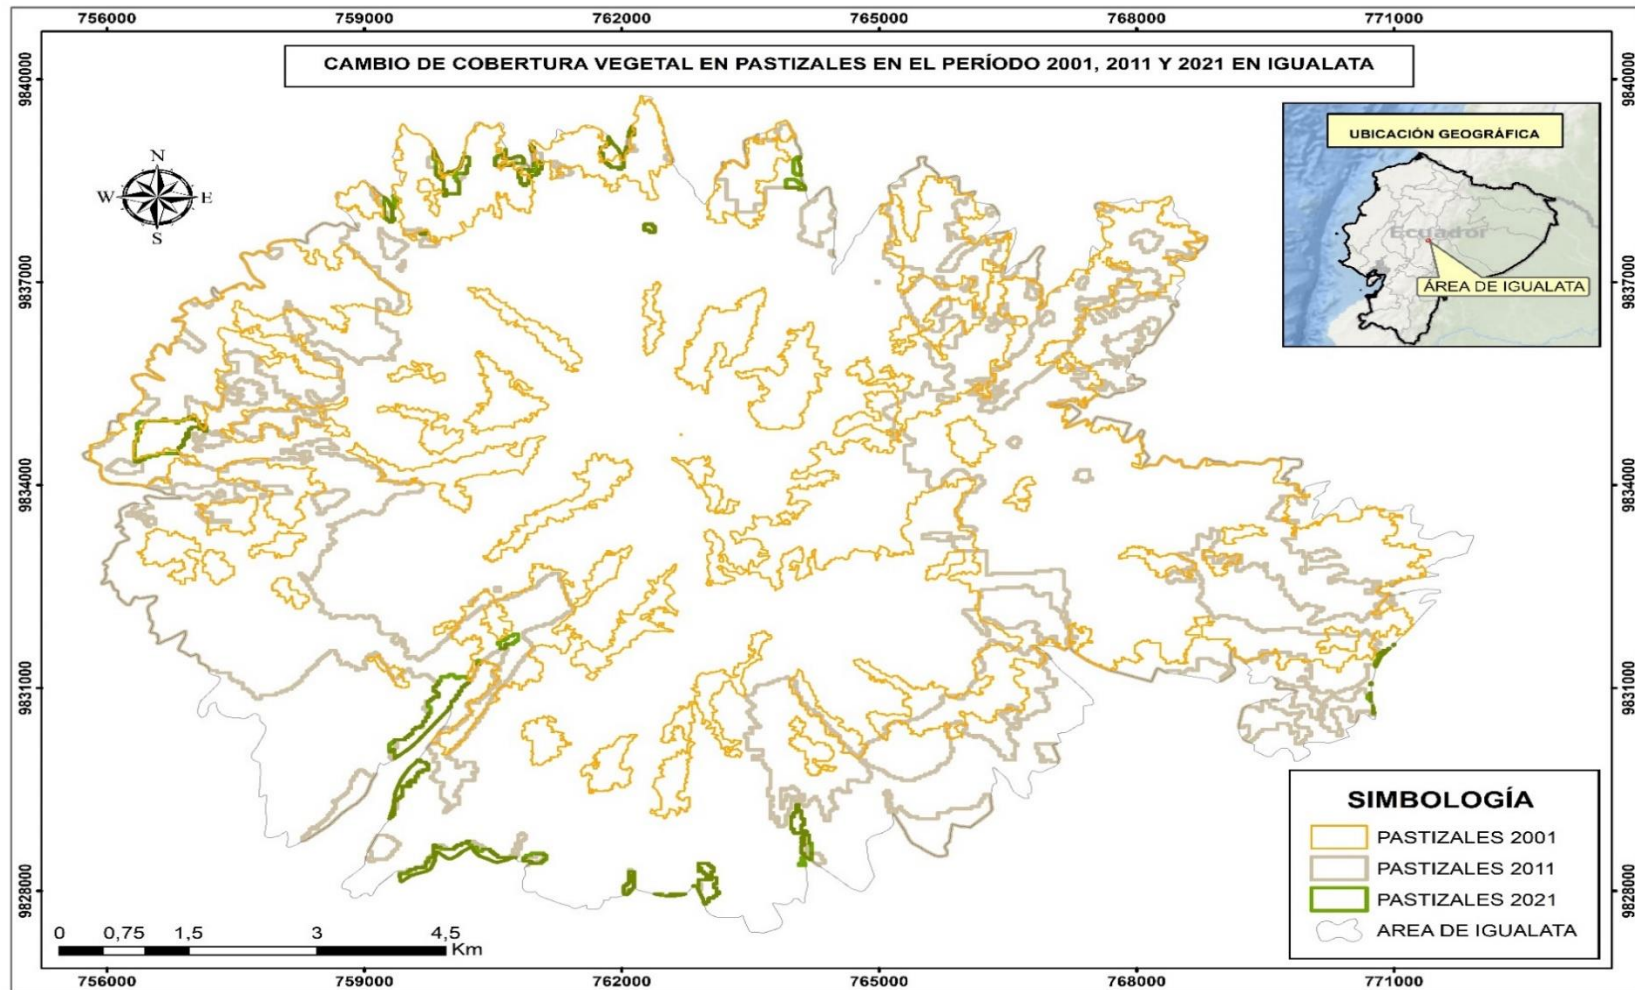 756000 759000 762000 765000 768000 771000
CAMBIO DE COBERTURA VEGETAL EN PASTIZALES EN EL PERÍODO 2001, 2011 Y 2021 EN IGUALATA
9840000 9840000
UBICACIÓN GEOGRÁFICA
N
W E
S
Ecuador
9837000 9837000
ÁREA DE IGUALATA
9834000 9834000
9831000 9831000
SIMBOLOGÍA
PASTIZALES 2001
PASTIZALES 2011
PASTIZALES 2021
AREA DE IGUALATA
9828000 9828000
0 0,75 1,5 3 4,5
Km
756000 759000 762000 765000 768000 771000